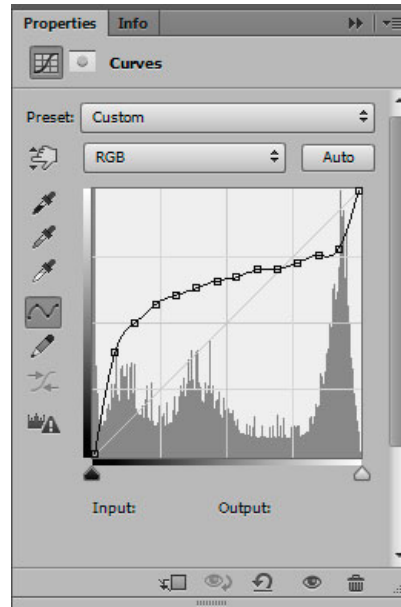 Properties Info
Curves
Preset: Custom
RGB Auto
Input: Output: